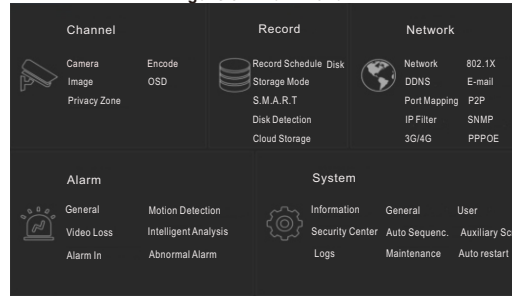 Channel
Camera Encode
Image OSD
Privacy Zone
Record
Record Schedule Disk
Storage Mode
S.M.A.R.T
Disk Detection
Cloud Storage
Network
Network 802.1X
DDNS E-mail
Port Mapping P2P
IP Filter SNMP
3G/4G PPPOE
Alarm
General Motion Detection
Video Loss Intelligent Analysis
Alarm In Abnormal Alarm
System
Information General User
Security Center Auto Sequenc. Auxiliary Sc
Logs Maintenance Auto restart